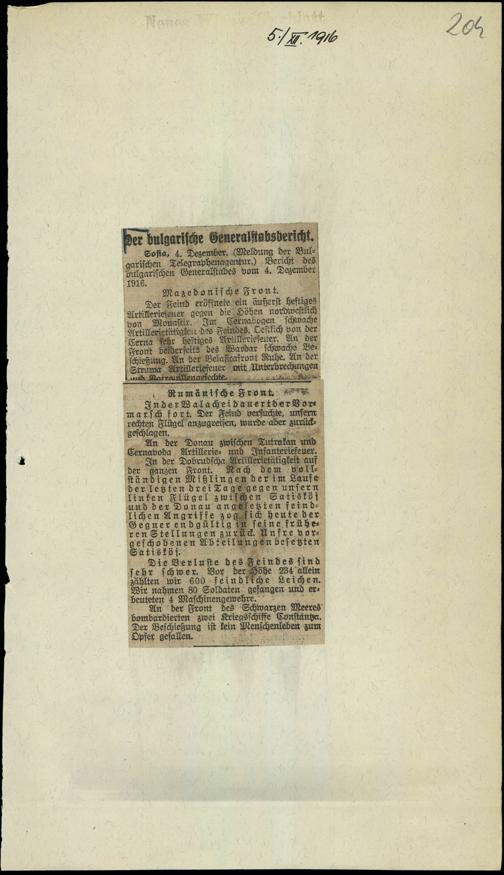 Neues W
5./XII. 1916
204
Der bulgarische Generalstabsbericht.
Sofia, 4. Dezember. (Meldung der Bul-
garischen Telegraphenagentur.) Bericht des
bulgarischen Generalstabes vom 4. Dezember
1916.
Mazedonische Front.
Der Feind eröffnete ein äußerst heftiges
Artilleriefeuer gegen die Höhen nordwestlich
von Monastir. Im Cernabogen schwache
Artillerietätigkeit des Feindes. Oestlich von der
Cerna sehr heftiges Artilleriefeuer. An der
Front beiderseits des Wardar schwache Be-
schießung. An der Belasicafront Ruhe. An der
Struma Artilleriefeuer mit Unterbrechungen
und Patrouillengefechte.
Rumänische Front.
In der Walachei dauert der Vor-
marsch fort. Der Feind versuchte, unsern
rechten Flügel anzugreifen, wurde aber zurück-
geschlagen.
An der Donau zwischen Tutrakan und
Cernavoda Artillerie- und Infanteriefeuer.
In der Dobrudscha Artillerietätigkeit auf
der ganzen Front. Nach dem voll-
ständigen Mißlingen der im Laufe
der letzten drei Tage gegen unsern
linken Flügel zwischen Satisköj
und der Donau angesetzten feind-
lichen Angriffe zog sich heute der
Gegner endgültig in seine frühe-
ren Stellungen zurück. Unsre vor-
geschobenen Abteilungen besetzten
Satisköj.
Die Verluste des Feindes sind
sehr schwer. Vor der Höhe 234 allein
zählten wir 600 feindliche Leichen.
Wir nahmen 80 Soldaten gefangen und er-
beuteten 4 Maschinengewehre.
An der Front des Schwarzen Meeres
bombardierten zwei Kriegsschiffe Constantza.
Der Beschießung ist kein Menschenleben zum
Opfer gefallen.